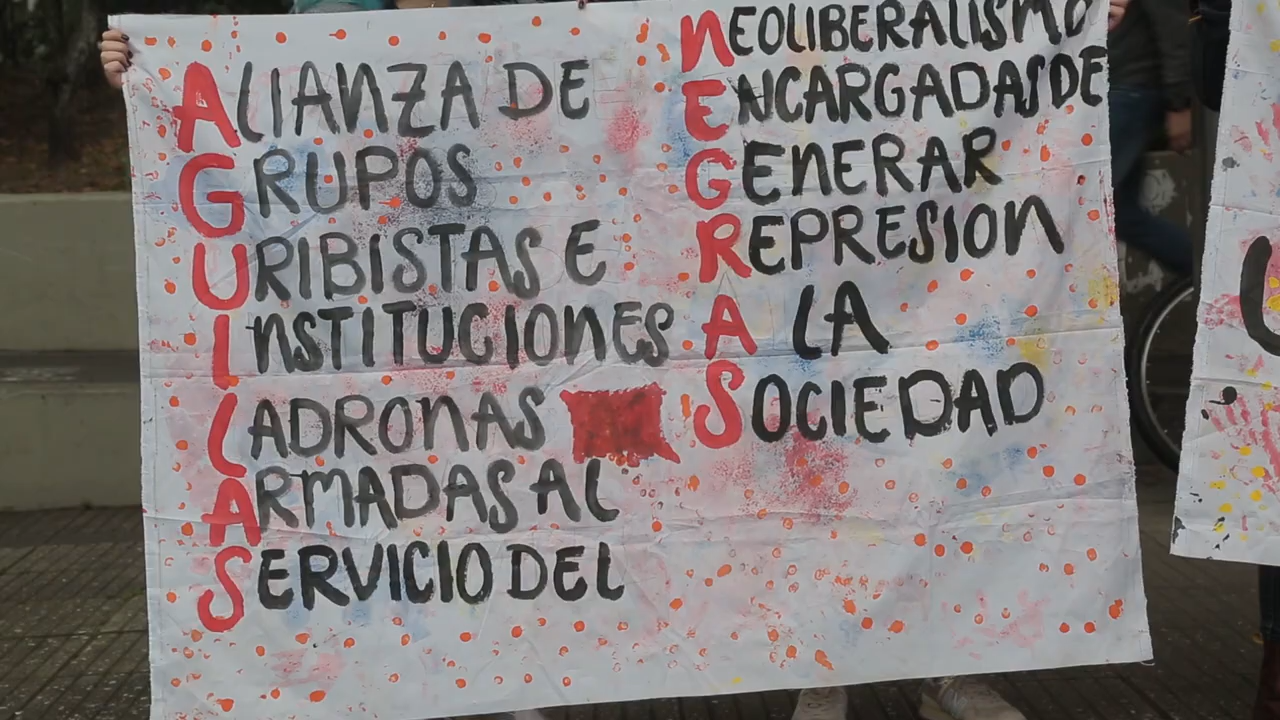 ALIANZA DE
GRUPOS
URIBISTAS E
INSTITUCIONES
LADRONAS
ARMADAS AL
SERVICIO DEL
NEOLIBERALISMO
ENCARGADAS DE
GENERAR
REPRESION
A LA
SOCIEDAD